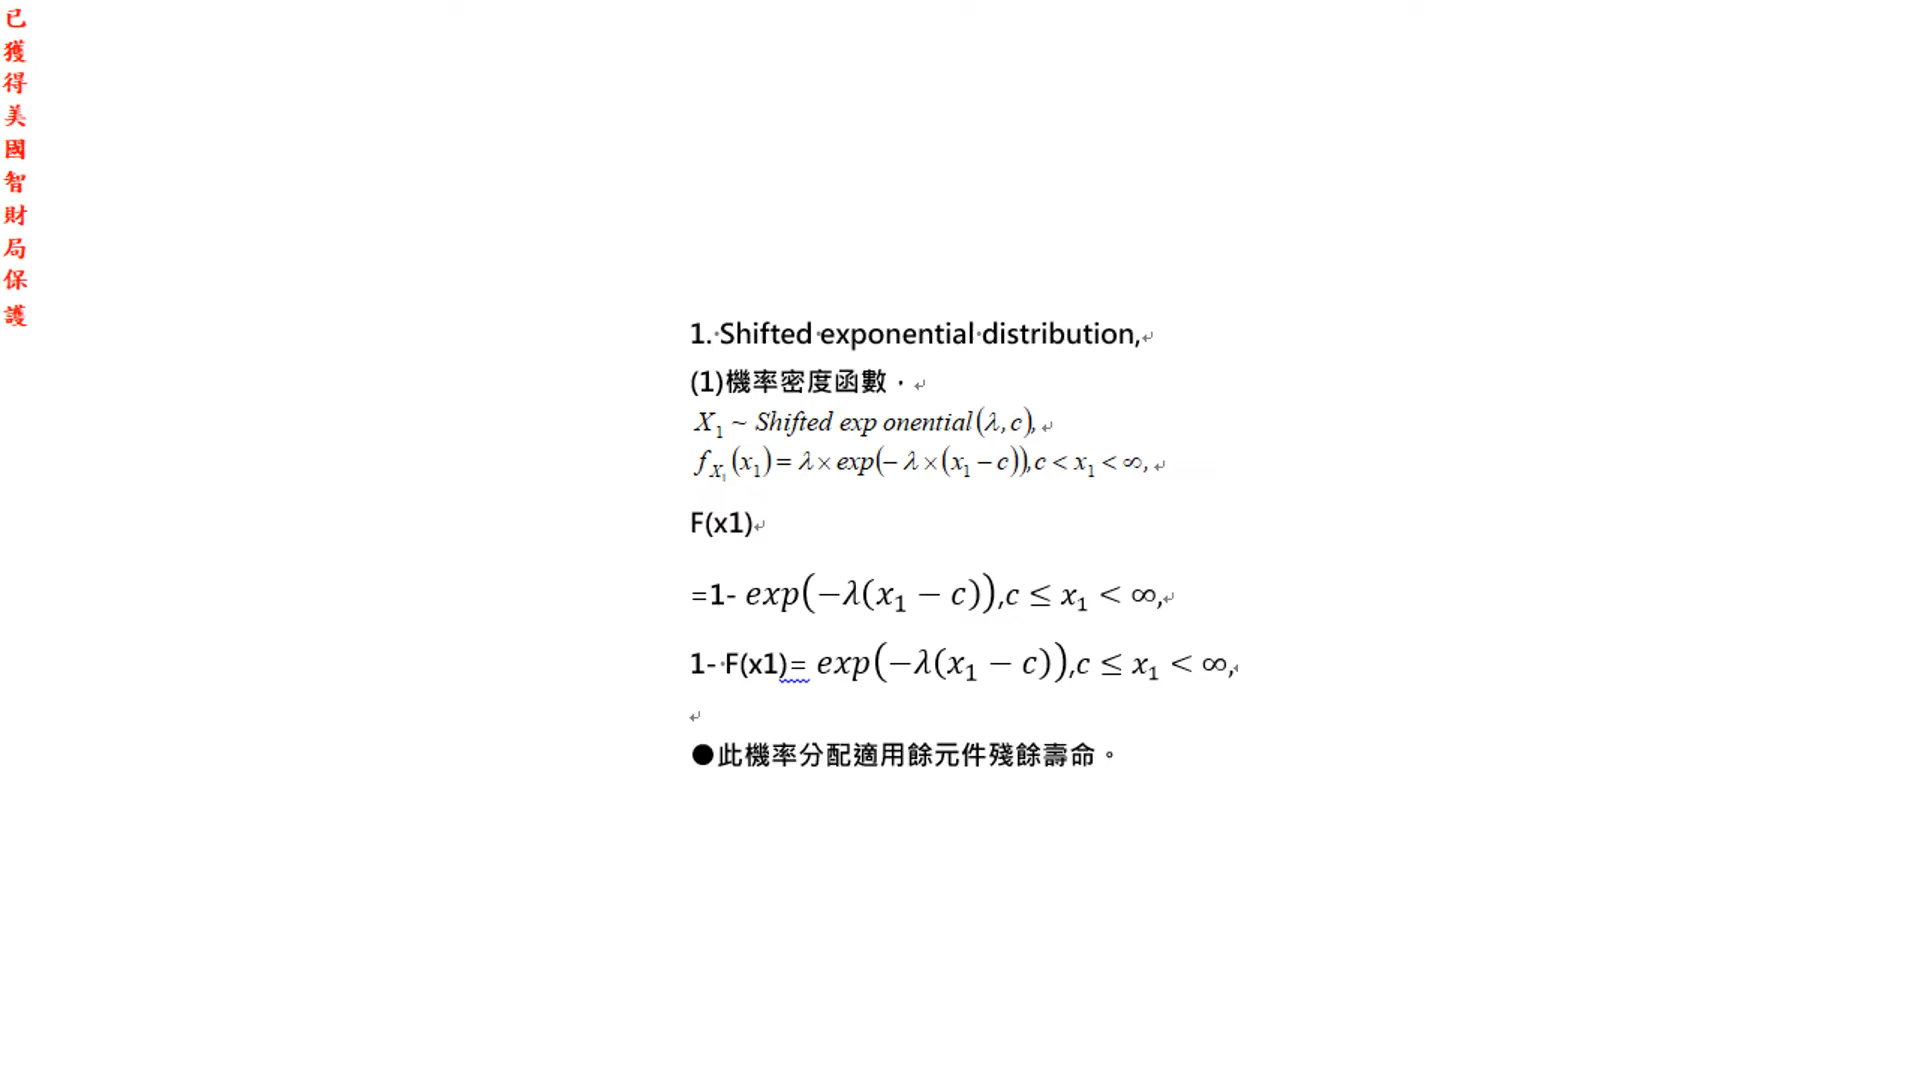 已獲得美國智財局保護
1. Shifted exponential distribution,
(1)機率密度函數．
X₁ ~ Shifted exp onential(λ, c),
f_X₁(x₁) = λ × exp(− λ × (x₁ − c)), c < x₁ < ∞,
F(x1)
=1- exp(−λ(x₁ − c)), c ≤ x₁ < ∞,
1- F(x1)= exp(−λ(x₁ − c)), c ≤ x₁ < ∞,
●此機率分配適用餘元件殘餘壽命。